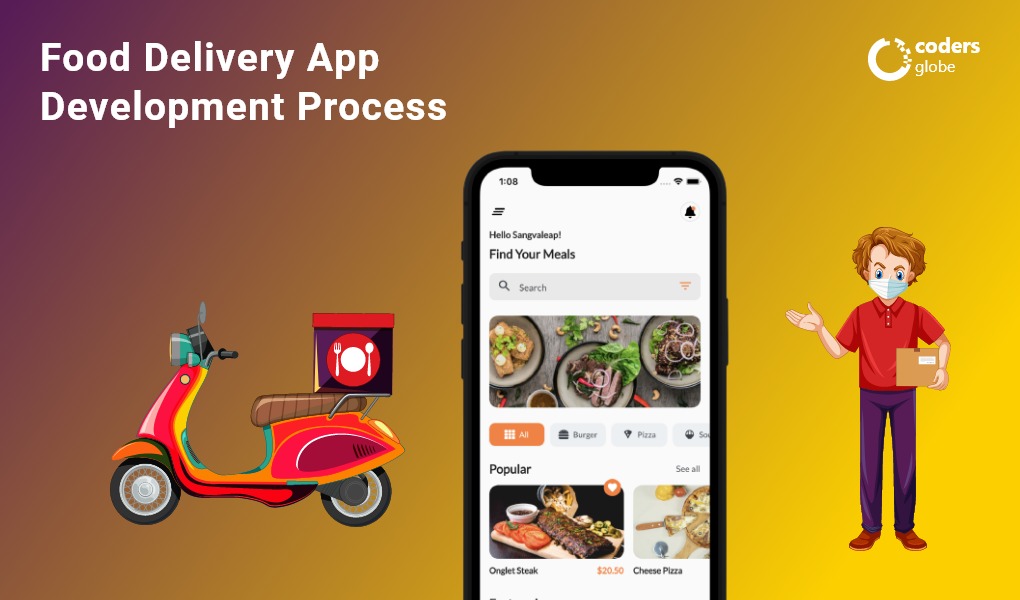 Food Delivery App
Development Process
coders
globe
1:08
Hello Sangvaleap!
Find Your Meals
Search
All
Burger
Pizza
Popular
See all
Onglet Steak
$20.50
Cheese Pizza